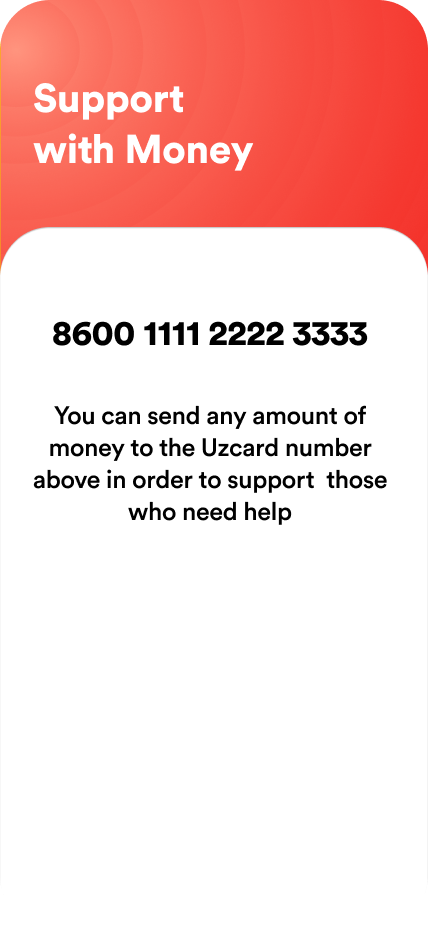 Support
with Money
8600 1111 2222 3333
You can send any amount of
money to the Uzcard number
above in order to support  those
who need help